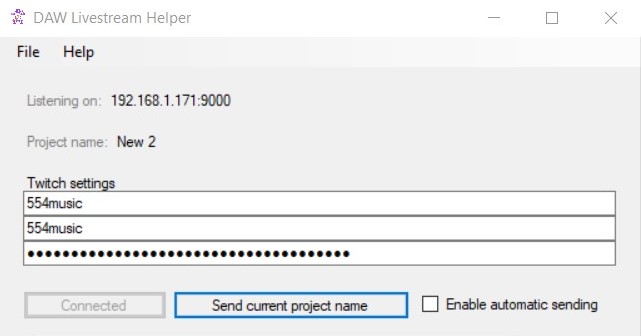 DAW Livestream Helper
File Help
Listening on: 192.168.1.171:9000
Project name: New 2
Twitch settings
554music
554music
●●●●●●●●●●●●●●●●●●●●●●●●●●●●●●●●●●●●
Connected Send current project name Enable automatic sending